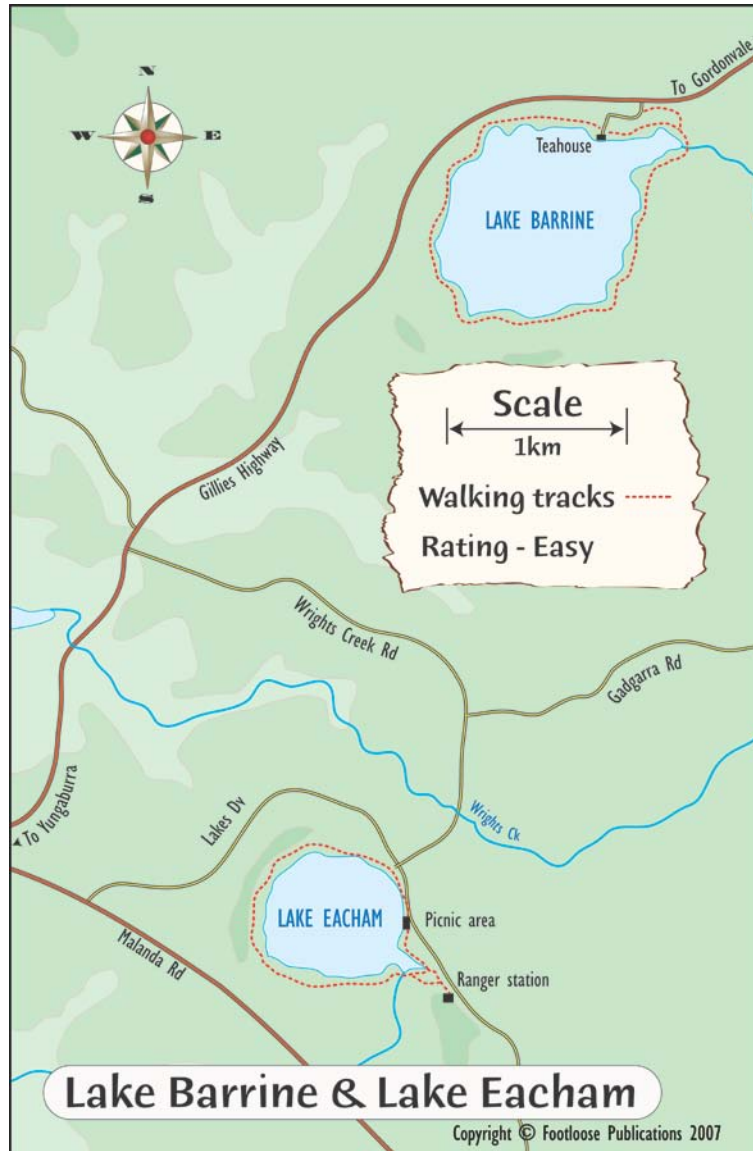 N
W
E
S
To Gordonvale
Teahouse
LAKE BARRINE
Scale
1km
Walking tracks
Rating - Easy
Gillies Highway
Wrights Creek Rd
Gadgarra Rd
To Yungaburra
Lakes Dv
Wrights Ck
LAKE EACHAM
Picnic area
Malanda Rd
Ranger station
Lake Barrine & Lake Eacham
Copyright © Footloose Publications 2007